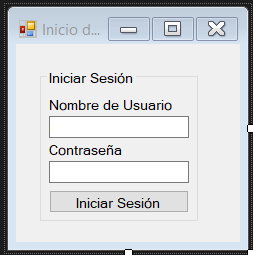 Inicio d...
Iniciar Sesión
Nombre de Usuario
Contraseña
Iniciar Sesión